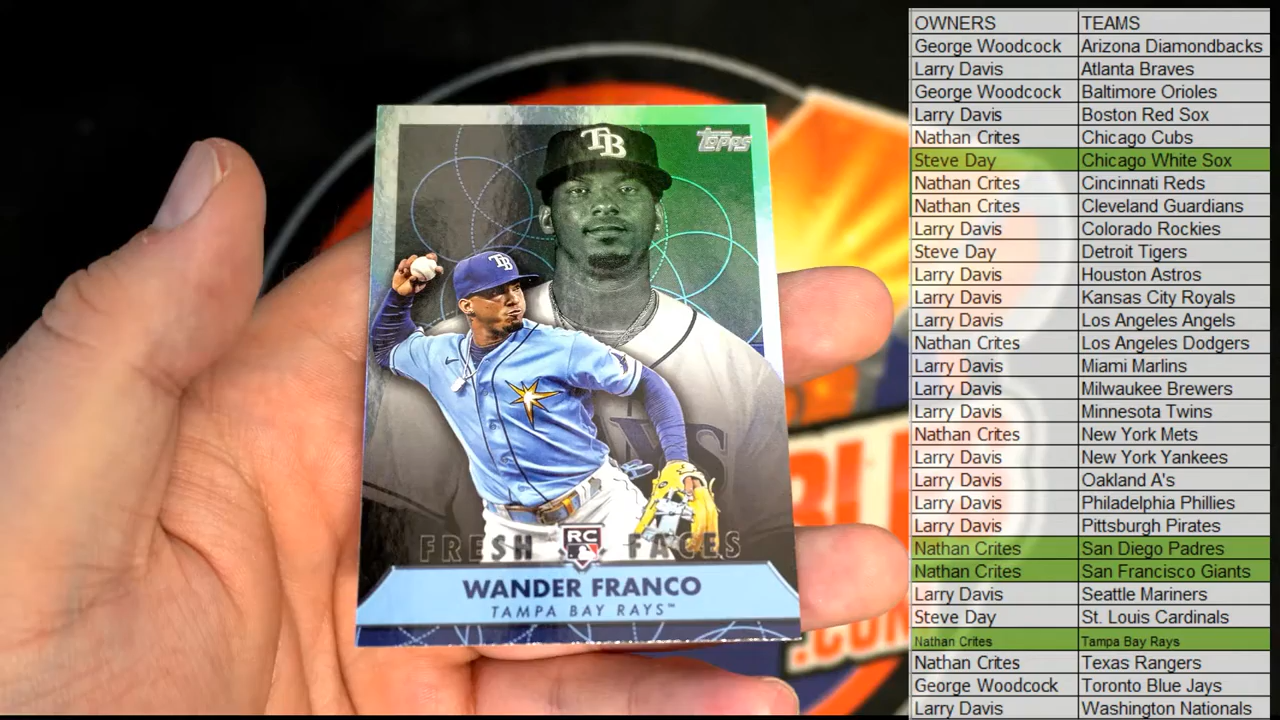 TB
TOPPS
TB
FRESH RC FACES
WANDER FRANCO
TAMPA BAY RAYS™
OWNERS TEAMS
George Woodcock Arizona Diamondbacks
Larry Davis Atlanta Braves
George Woodcock Baltimore Orioles
Larry Davis Boston Red Sox
Nathan Crites Chicago Cubs
Steve Day Chicago White Sox
Nathan Crites Cincinnati Reds
Nathan Crites Cleveland Guardians
Larry Davis Colorado Rockies
Steve Day Detroit Tigers
Larry Davis Houston Astros
Larry Davis Kansas City Royals
Larry Davis Los Angeles Angels
Nathan Crites Los Angeles Dodgers
Larry Davis Miami Marlins
Larry Davis Milwaukee Brewers
Larry Davis Minnesota Twins
Nathan Crites New York Mets
Larry Davis New York Yankees
Larry Davis Oakland A's
Larry Davis Philadelphia Phillies
Larry Davis Pittsburgh Pirates
Nathan Crites San Diego Padres
Nathan Crites San Francisco Giants
Larry Davis Seattle Mariners
Steve Day St. Louis Cardinals
Nathan Crites Tampa Bay Rays
Nathan Crites Texas Rangers
George Woodcock Toronto Blue Jays
Larry Davis Washington Nationals